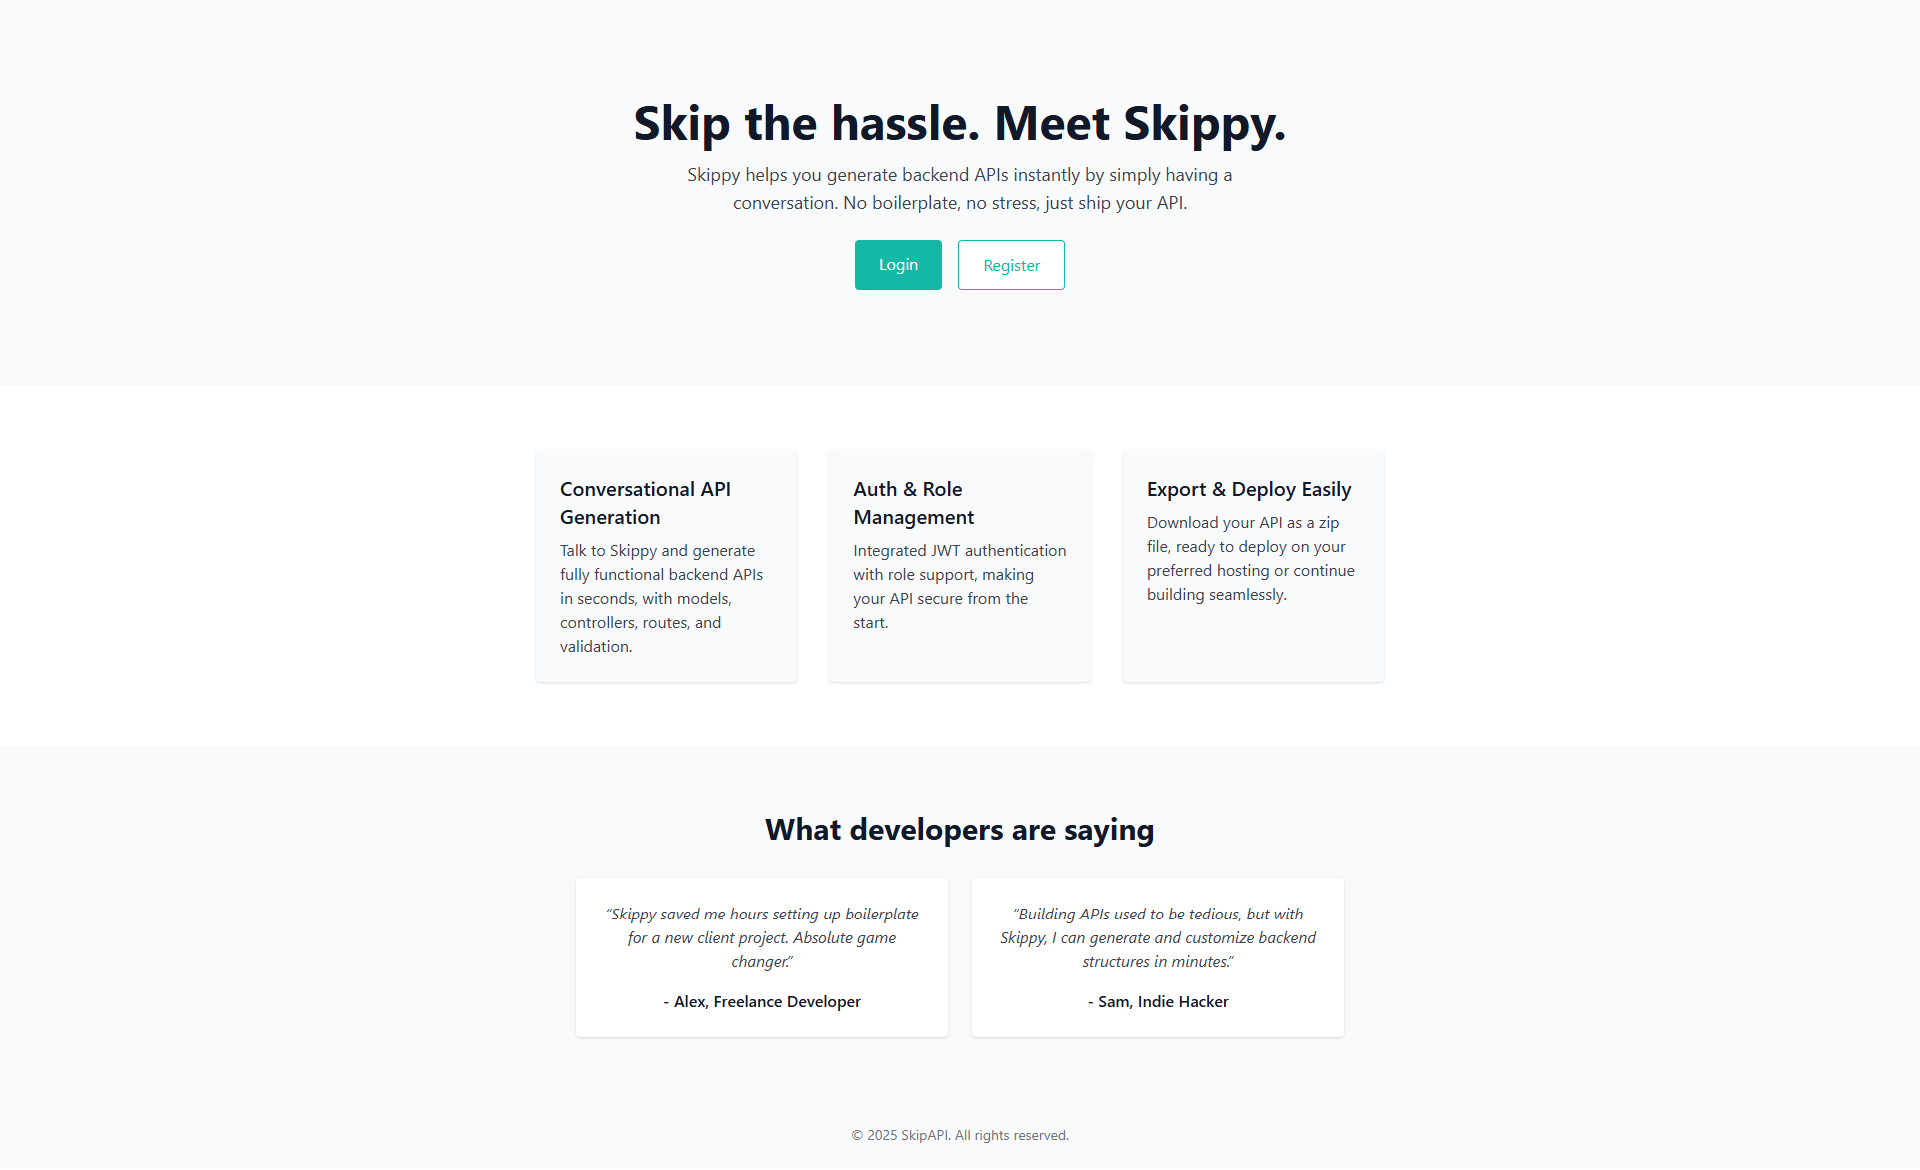 Skip the hassle. Meet Skippy.
Skippy helps you generate backend APIs instantly by simply having a
conversation. No boilerplate, no stress, just ship your API.
Login
Register
Conversational API
Generation
Talk to Skippy and generate
fully functional backend APIs
in seconds, with models,
controllers, routes, and
validation.
Auth & Role
Management
Integrated JWT authentication
with role support, making
your API secure from the
start.
Export & Deploy Easily
Download your API as a zip
file, ready to deploy on your
preferred hosting or continue
building seamlessly.
What developers are saying
“Skippy saved me hours setting up boilerplate
for a new client project. Absolute game
changer.”
- Alex, Freelance Developer
“Building APIs used to be tedious, but with
Skippy, I can generate and customize backend
structures in minutes.”
- Sam, Indie Hacker
© 2025 SkipAPI. All rights reserved.